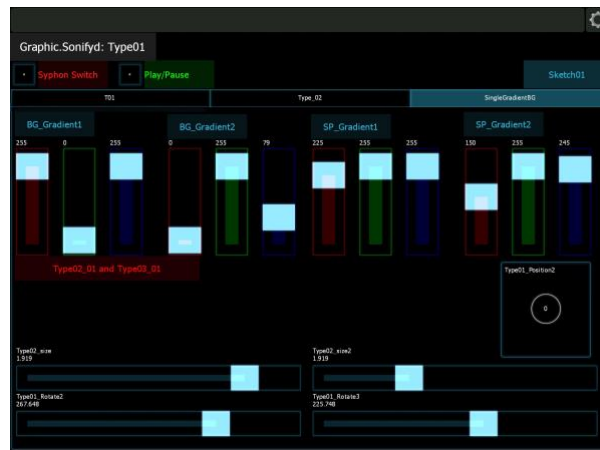 Graphic.Sonifyd: Type01
Syphon Switch Play/Pause Sketch01
T01 Type_02 SingleGradientBG
BG_Gradient1 BG_Gradient2 SP_Gradient1 SP_Gradient2
255 0 255 0 255 79 225 255 255 150 255 245
Type02_01 and Type03_01
Type01_Position2
0
Type02_size Type02_size2
1.919 1.919
Type01_Rotate2 Type01_Rotate3
267.648 225.748